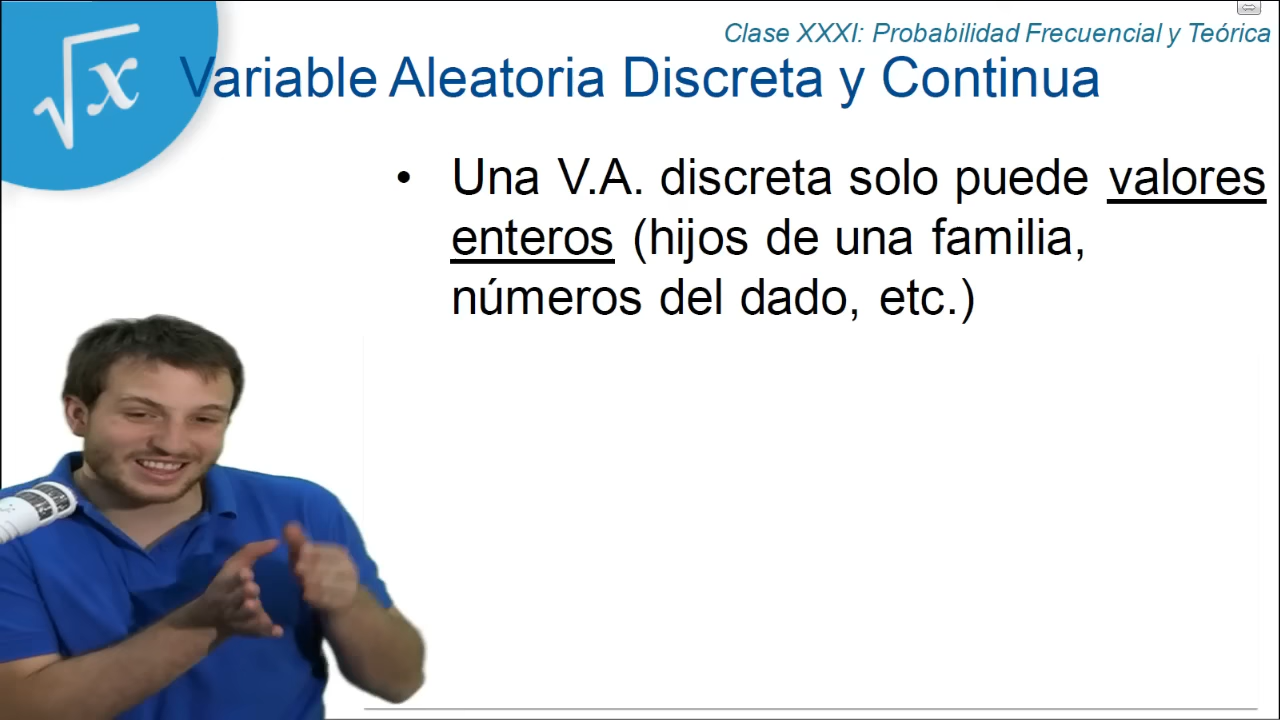 Clase XXXI: Probabilidad Frecuencial y Teórica
√x
Variable Aleatoria Discreta y Continua
• Una V.A. discreta solo puede valores
enteros (hijos de una familia,
números del dado, etc.)